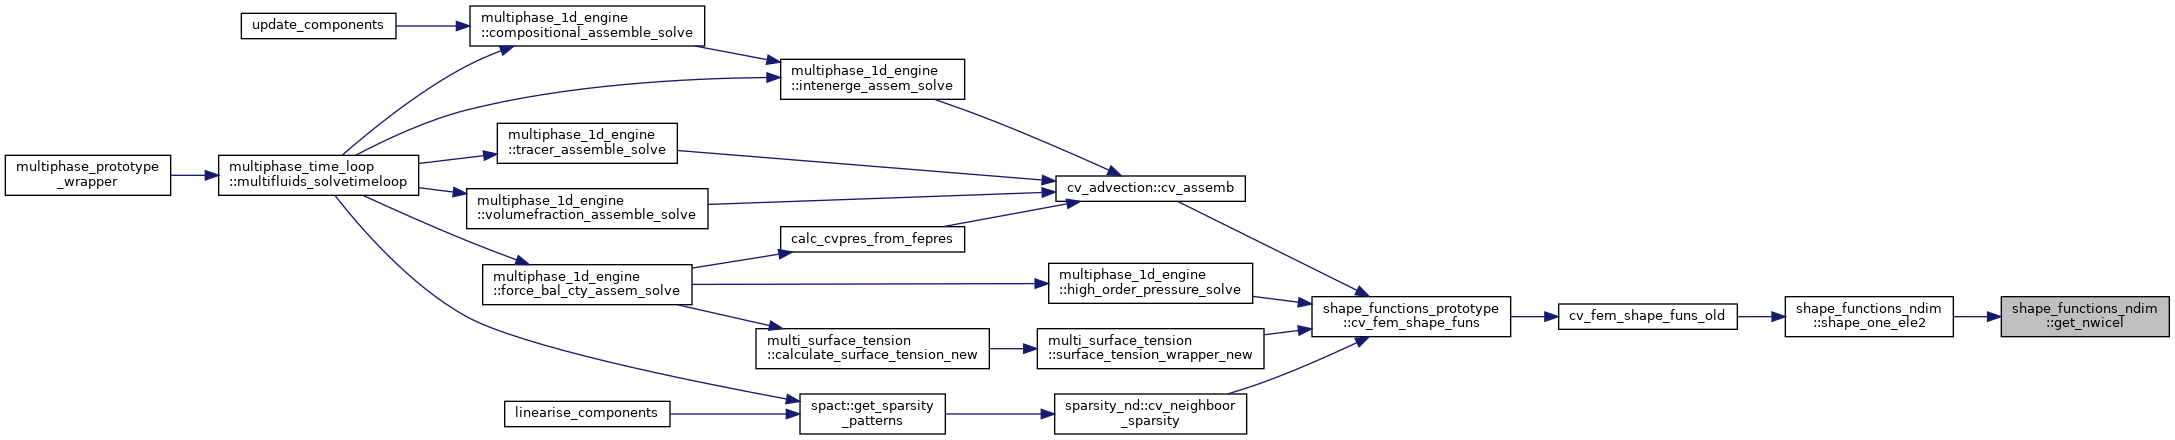 update_components
multiphase_1d_engine
::compositional_assemble_solve
multiphase_1d_engine
::intenerge_assem_solve
multiphase_1d_engine
::tracer_assemble_solve
multiphase_prototype
_wrapper
multiphase_time_loop
::multifluids_solvetimeloop
multiphase_1d_engine
::volumefraction_assemble_solve
cv_advection::cv_assemb
calc_cvpres_from_fepres
multiphase_1d_engine
::force_bal_cty_assem_solve
multiphase_1d_engine
::high_order_pressure_solve
shape_functions_prototype
::cv_fem_shape_funs
cv_fem_shape_funs_old
shape_functions_ndim
::shape_one_ele2
shape_functions_ndim
::get_nwicel
multi_surface_tension
::calculate_surface_tension_new
multi_surface_tension
::surface_tension_wrapper_new
linearise_components
spact::get_sparsity
_patterns
sparsity_nd::cv_neighboor
_sparsity